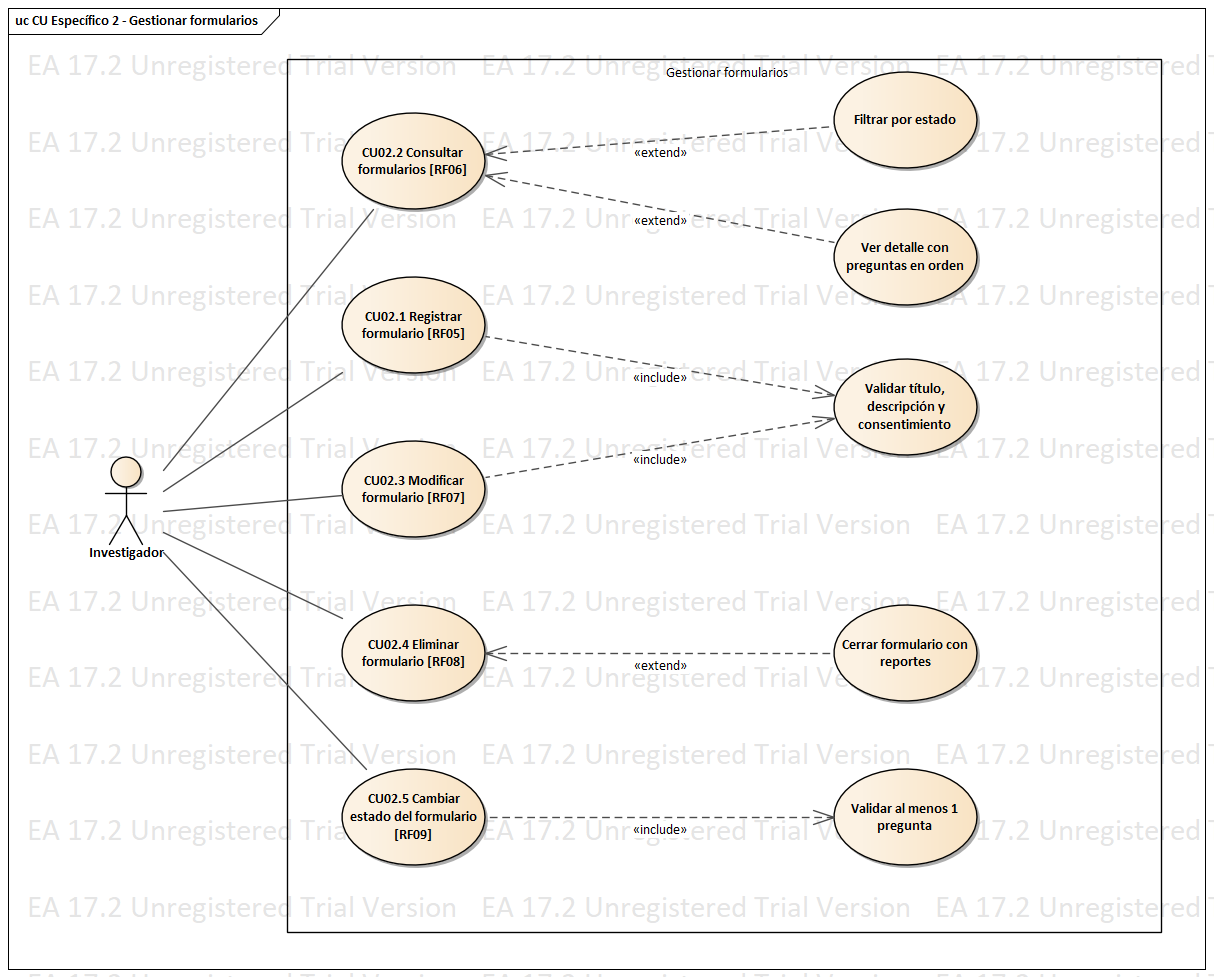 uc CU Específico 2 - Gestionar formularios
EA 17.2 Unregistered Trial Version
Gestionar formularios
CU02.2 Consultar
formularios [RF06]
«extend»
Filtrar por estado
«extend»
Ver detalle con
preguntas en orden
CU02.1 Registrar
formulario [RF05]
«include»
Validar título,
descripción y
consentimiento
CU02.3 Modificar
formulario [RF07]
«include»
Investigador
CU02.4 Eliminar
formulario [RF08]
«extend»
Cerrar formulario con
reportes
CU02.5 Cambiar
estado del formulario
[RF09]
«include»
Validar al menos 1
pregunta